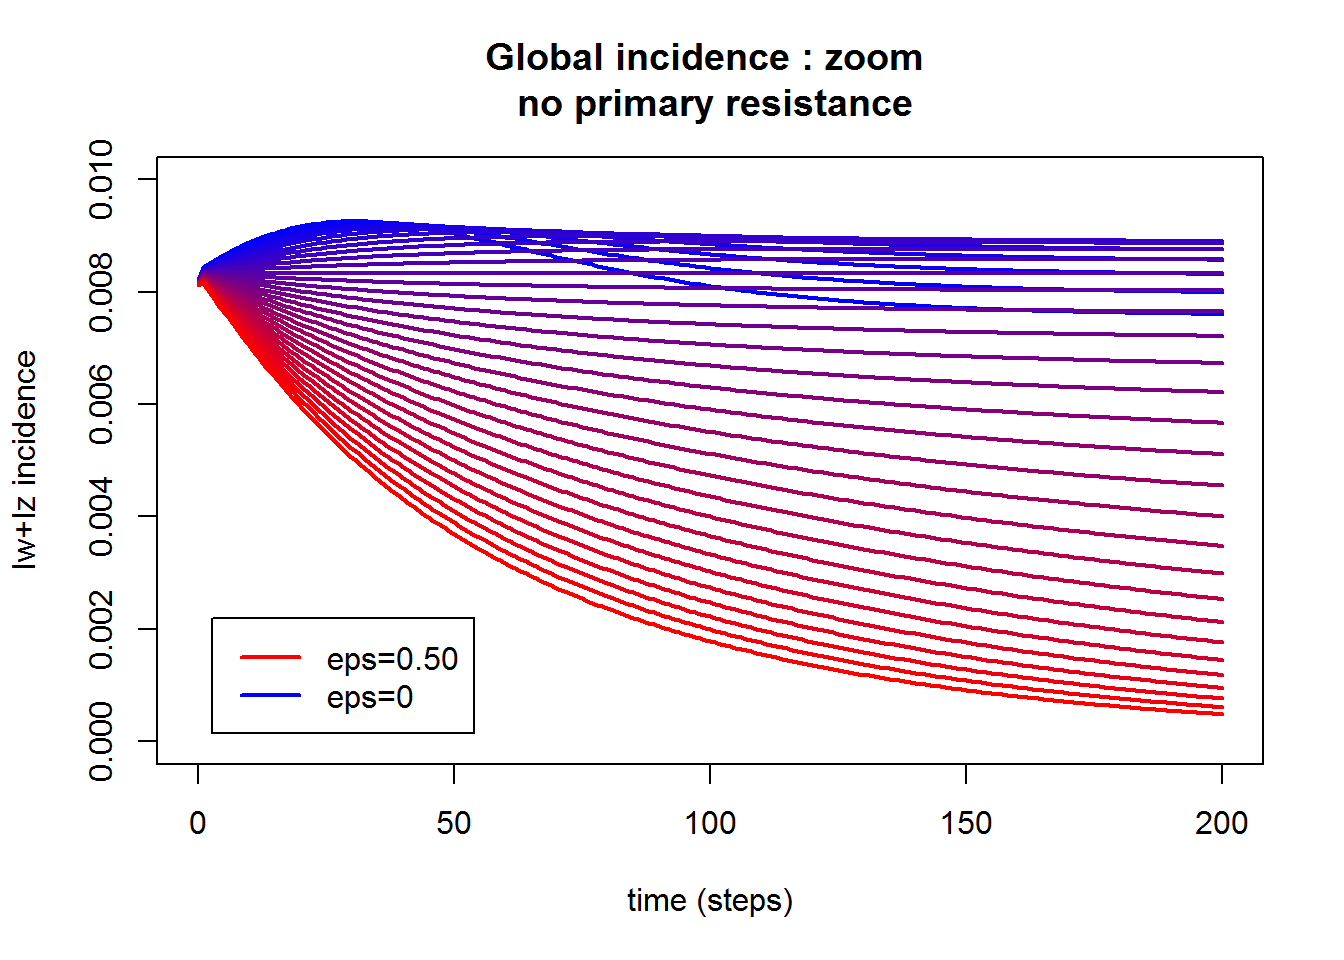 Global incidence : zoom
no primary resistance
Iw+Iz incidence
0.010
0.008
0.006
0.004
0.002
0.000
eps=0.50
eps=0
0 50 100 150 200
time (steps)